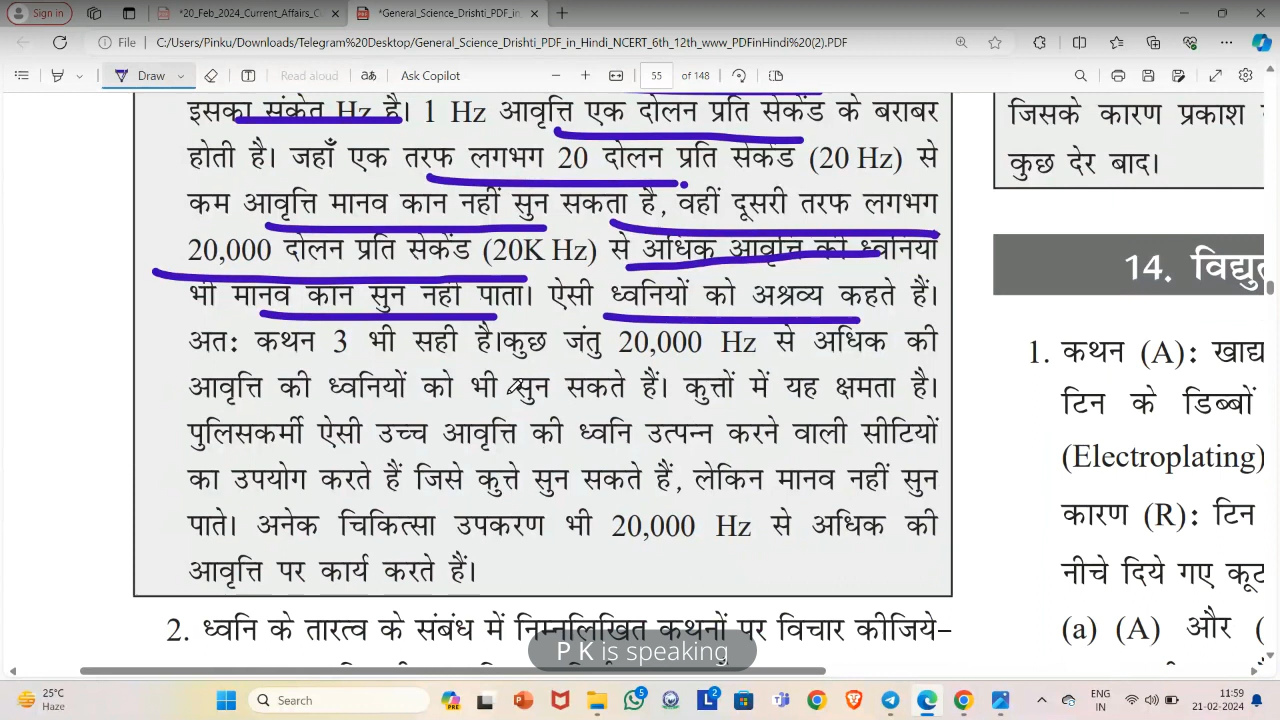 Sign in
*20_Feb_2024_Current_Affairs_C
*General_Science_Drishti_PDF_in
File
C:/Users/Pinku/Downloads/Telegram%20Desktop/General_Science_Drishti_PDF_in_Hindi_NCERT_6th_12th_www_PDFinHindi%20(2).PDF
Draw
Read aloud
Ask Copilot
55 of 148
इसका संकेत Hz है। 1 Hz आवृत्ति एक दोलन प्रति सेकेंड के बराबर
होती है। जहाँ एक तरफ लगभग 20 दोलन प्रति सेकेंड (20 Hz) से
कम आवृत्ति मानव कान नहीं सुन सकता है, वहीं दूसरी तरफ लगभग
20,000 दोलन प्रति सेकेंड (20K Hz) से अधिक आवृत्ति की ध्वनियाँ
भी मानव कान सुन नहीं पाता। ऐसी ध्वनियों को अश्रव्य कहते हैं।
अत: कथन 3 भी सही है।कुछ जंतु 20,000 Hz से अधिक की
आवृत्ति की ध्वनियों को भी सुन सकते हैं। कुत्तों में यह क्षमता है।
पुलिसकर्मी ऐसी उच्च आवृत्ति की ध्वनि उत्पन्न करने वाली सीटियों
का उपयोग करते हैं जिसे कुत्ते सुन सकते हैं, लेकिन मानव नहीं सुन
पाते। अनेक चिकित्सा उपकरण भी 20,000 Hz से अधिक की
आवृत्ति पर कार्य करते हैं।
2. ध्वनि के तारत्व के संबंध में निम्नलिखित कथनों पर विचार कीजिये–
जिसके कारण प्रकाश
कुछ देर बाद।
14. विद्युत
1. कथन (A): खाद्य
टिन के डिब्बों
(Electroplating)
कारण (R): टिन
नीचे दिये गए कूट
(a) (A) और (
P K is speaking
25°C
Haze
Search
5
2
ENG
IN
11:59
21-02-2024